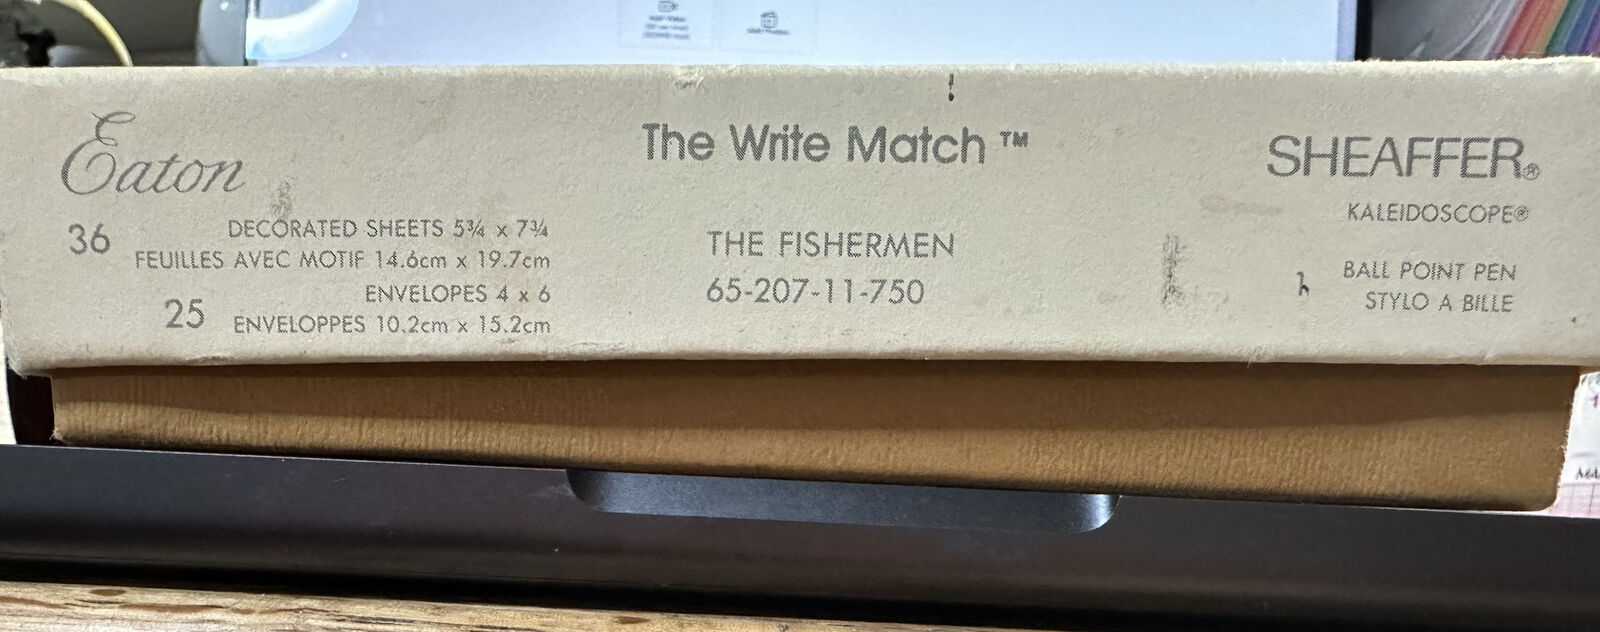 Eaton
36 DECORATED SHEETS 5¾ x 7¾
FEUILLES AVEC MOTIF 14.6cm x 19.7cm
25 ENVELOPES 4 x 6
ENVELOPPES 10.2cm x 15.2cm
The Write Match™
THE FISHERMEN
65-207-11-750
SHEAFFER®
KALEIDOSCOPE®
BALL POINT PEN
STYLO A BILLE